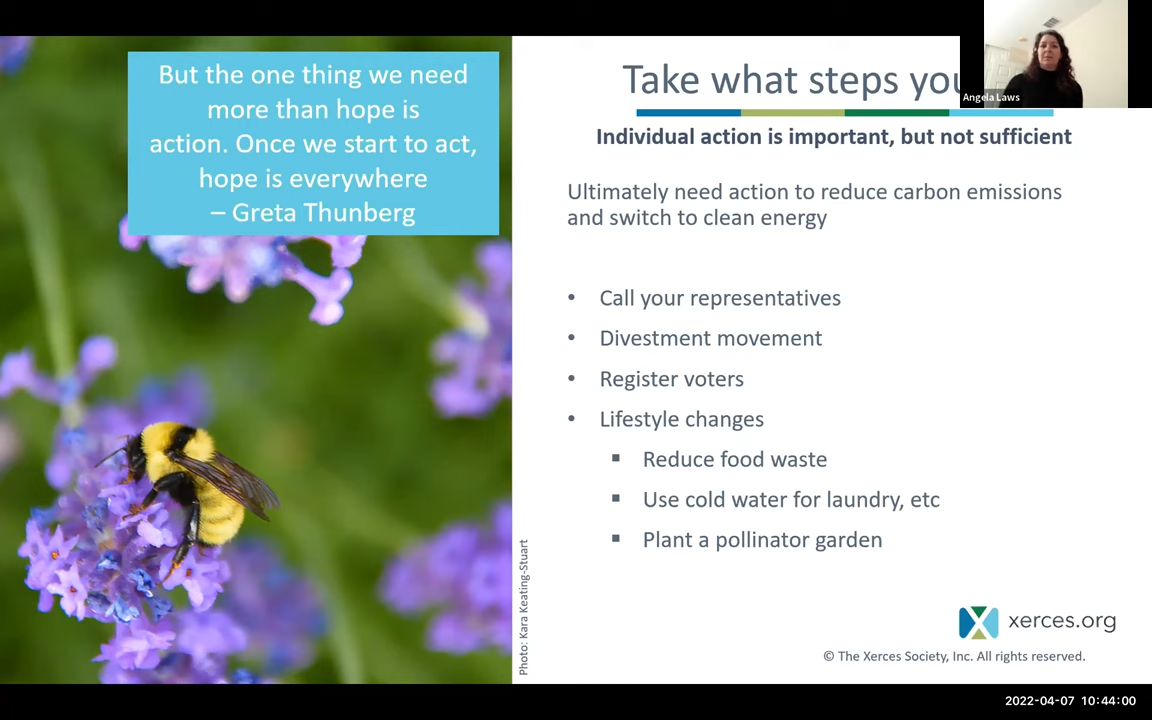 But the one thing we need
more than hope is
action. Once we start to act,
hope is everywhere
– Greta Thunberg
Take what steps you
Angela Laws
Individual action is important, but not sufficient
Ultimately need action to reduce carbon emissions
and switch to clean energy
• Call your representatives
• Divestment movement
• Register voters
• Lifestyle changes
▪ Reduce food waste
▪ Use cold water for laundry, etc
▪ Plant a pollinator garden
Photo: Kara Keating-Stuart
xerces.org
© The Xerces Society, Inc. All rights reserved.
2022-04-07 10:44:00